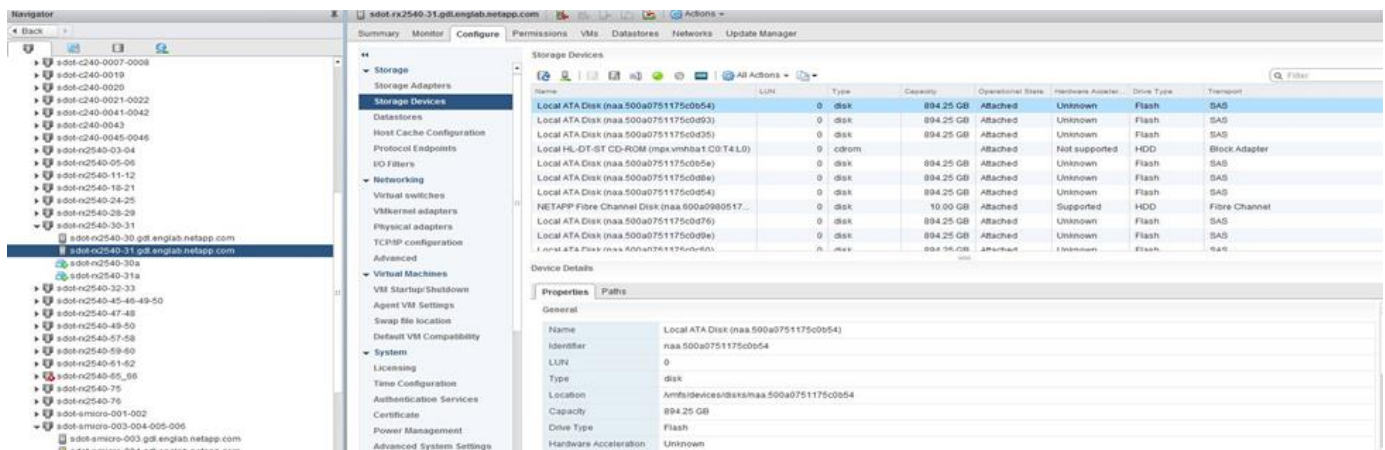 Navigator
Back
sdot-c240-0007-0008
sdot-c240-0019
sdot-c240-0020
sdot-c240-0021-0022
sdot-c240-0041-0042
sdot-c240-0043
sdot-c240-0045-0046
sdot-rx2540-03-04
sdot-rx2540-05-06
sdot-rx2540-11-12
sdot-rx2540-18-21
sdot-rx2540-24-25
sdot-rx2540-28-29
sdot-rx2540-30-31
sdot-rx2540-30.gdl.englab.netapp.com
sdot-rx2540-31.gdl.englab.netapp.com
sdot-rx2540-30a
sdot-rx2540-31a
sdot-rx2540-32-33
sdot-rx2540-45-46-49-50
sdot-rx2540-47-48
sdot-rx2540-49-50
sdot-rx2540-57-58
sdot-rx2540-59-60
sdot-rx2540-61-62
sdot-rx2540-65_66
sdot-rx2540-75
sdot-rx2540-76
sdot-smicro-001-002
sdot-smicro-003-004-005-006
sdot-smicro-003.gdl.englab.netapp.com
sdot-rx2540-31.gdl.englab.netapp.com Actions
Summary Monitor Configure Permissions VMs Datastores Networks Update Manager
Storage
Storage Adapters
Storage Devices
Datastores
Host Cache Configuration
Protocol Endpoints
I/O Filters
Networking
Virtual switches
VMkernel adapters
Physical adapters
TCP/IP configuration
Advanced
Virtual Machines
VM Startup/Shutdown
Agent VM Settings
Swap file location
Default VM Compatibility
System
Licensing
Time Configuration
Authentication Services
Certificate
Power Management
Advanced System Settings
Storage Devices
All Actions Filter
Name LUN Type Capacity Operational State Hardware Acceler... Drive Type Transport
Local ATA Disk (naa.500a0751175c0b54) 0 disk 894.25 GB Attached Unknown Flash SAS
Local ATA Disk (naa.500a0751175c0d93) 0 disk 894.25 GB Attached Unknown Flash SAS
Local ATA Disk (naa.500a0751175c0d35) 0 disk 894.25 GB Attached Unknown Flash SAS
Local HL-DT-ST CD-ROM (mpx.vmhba1:C0:T4:L0) 0 cdrom Attached Not supported HDD Block Adapter
Local ATA Disk (naa.500a0751175c0b5e) 0 disk 894.25 GB Attached Unknown Flash SAS
Local ATA Disk (naa.500a0751175c0d8e) 0 disk 894.25 GB Attached Unknown Flash SAS
Local ATA Disk (naa.500a0751175c0d54) 0 disk 894.25 GB Attached Unknown Flash SAS
NETAPP Fibre Channel Disk (naa.600a0980517... 0 disk 10.00 GB Attached Supported HDD Fibre Channel
Local ATA Disk (naa.500a0751175c0d76) 0 disk 894.25 GB Attached Unknown Flash SAS
Local ATA Disk (naa.500a0751175c0d9e) 0 disk 894.25 GB Attached Unknown Flash SAS
Local ATA Disk 0 disk 894.25 GB Attached Unknown Flash SAS
Device Details
Properties Paths
General
Name Local ATA Disk (naa.500a0751175c0b54)
Identifier naa.500a0751175c0b54
LUN 0
Type disk
Location /vmfs/devices/disks/naa.500a0751175c0b54
Capacity 894.25 GB
Drive Type Flash
Hardware Acceleration Unknown